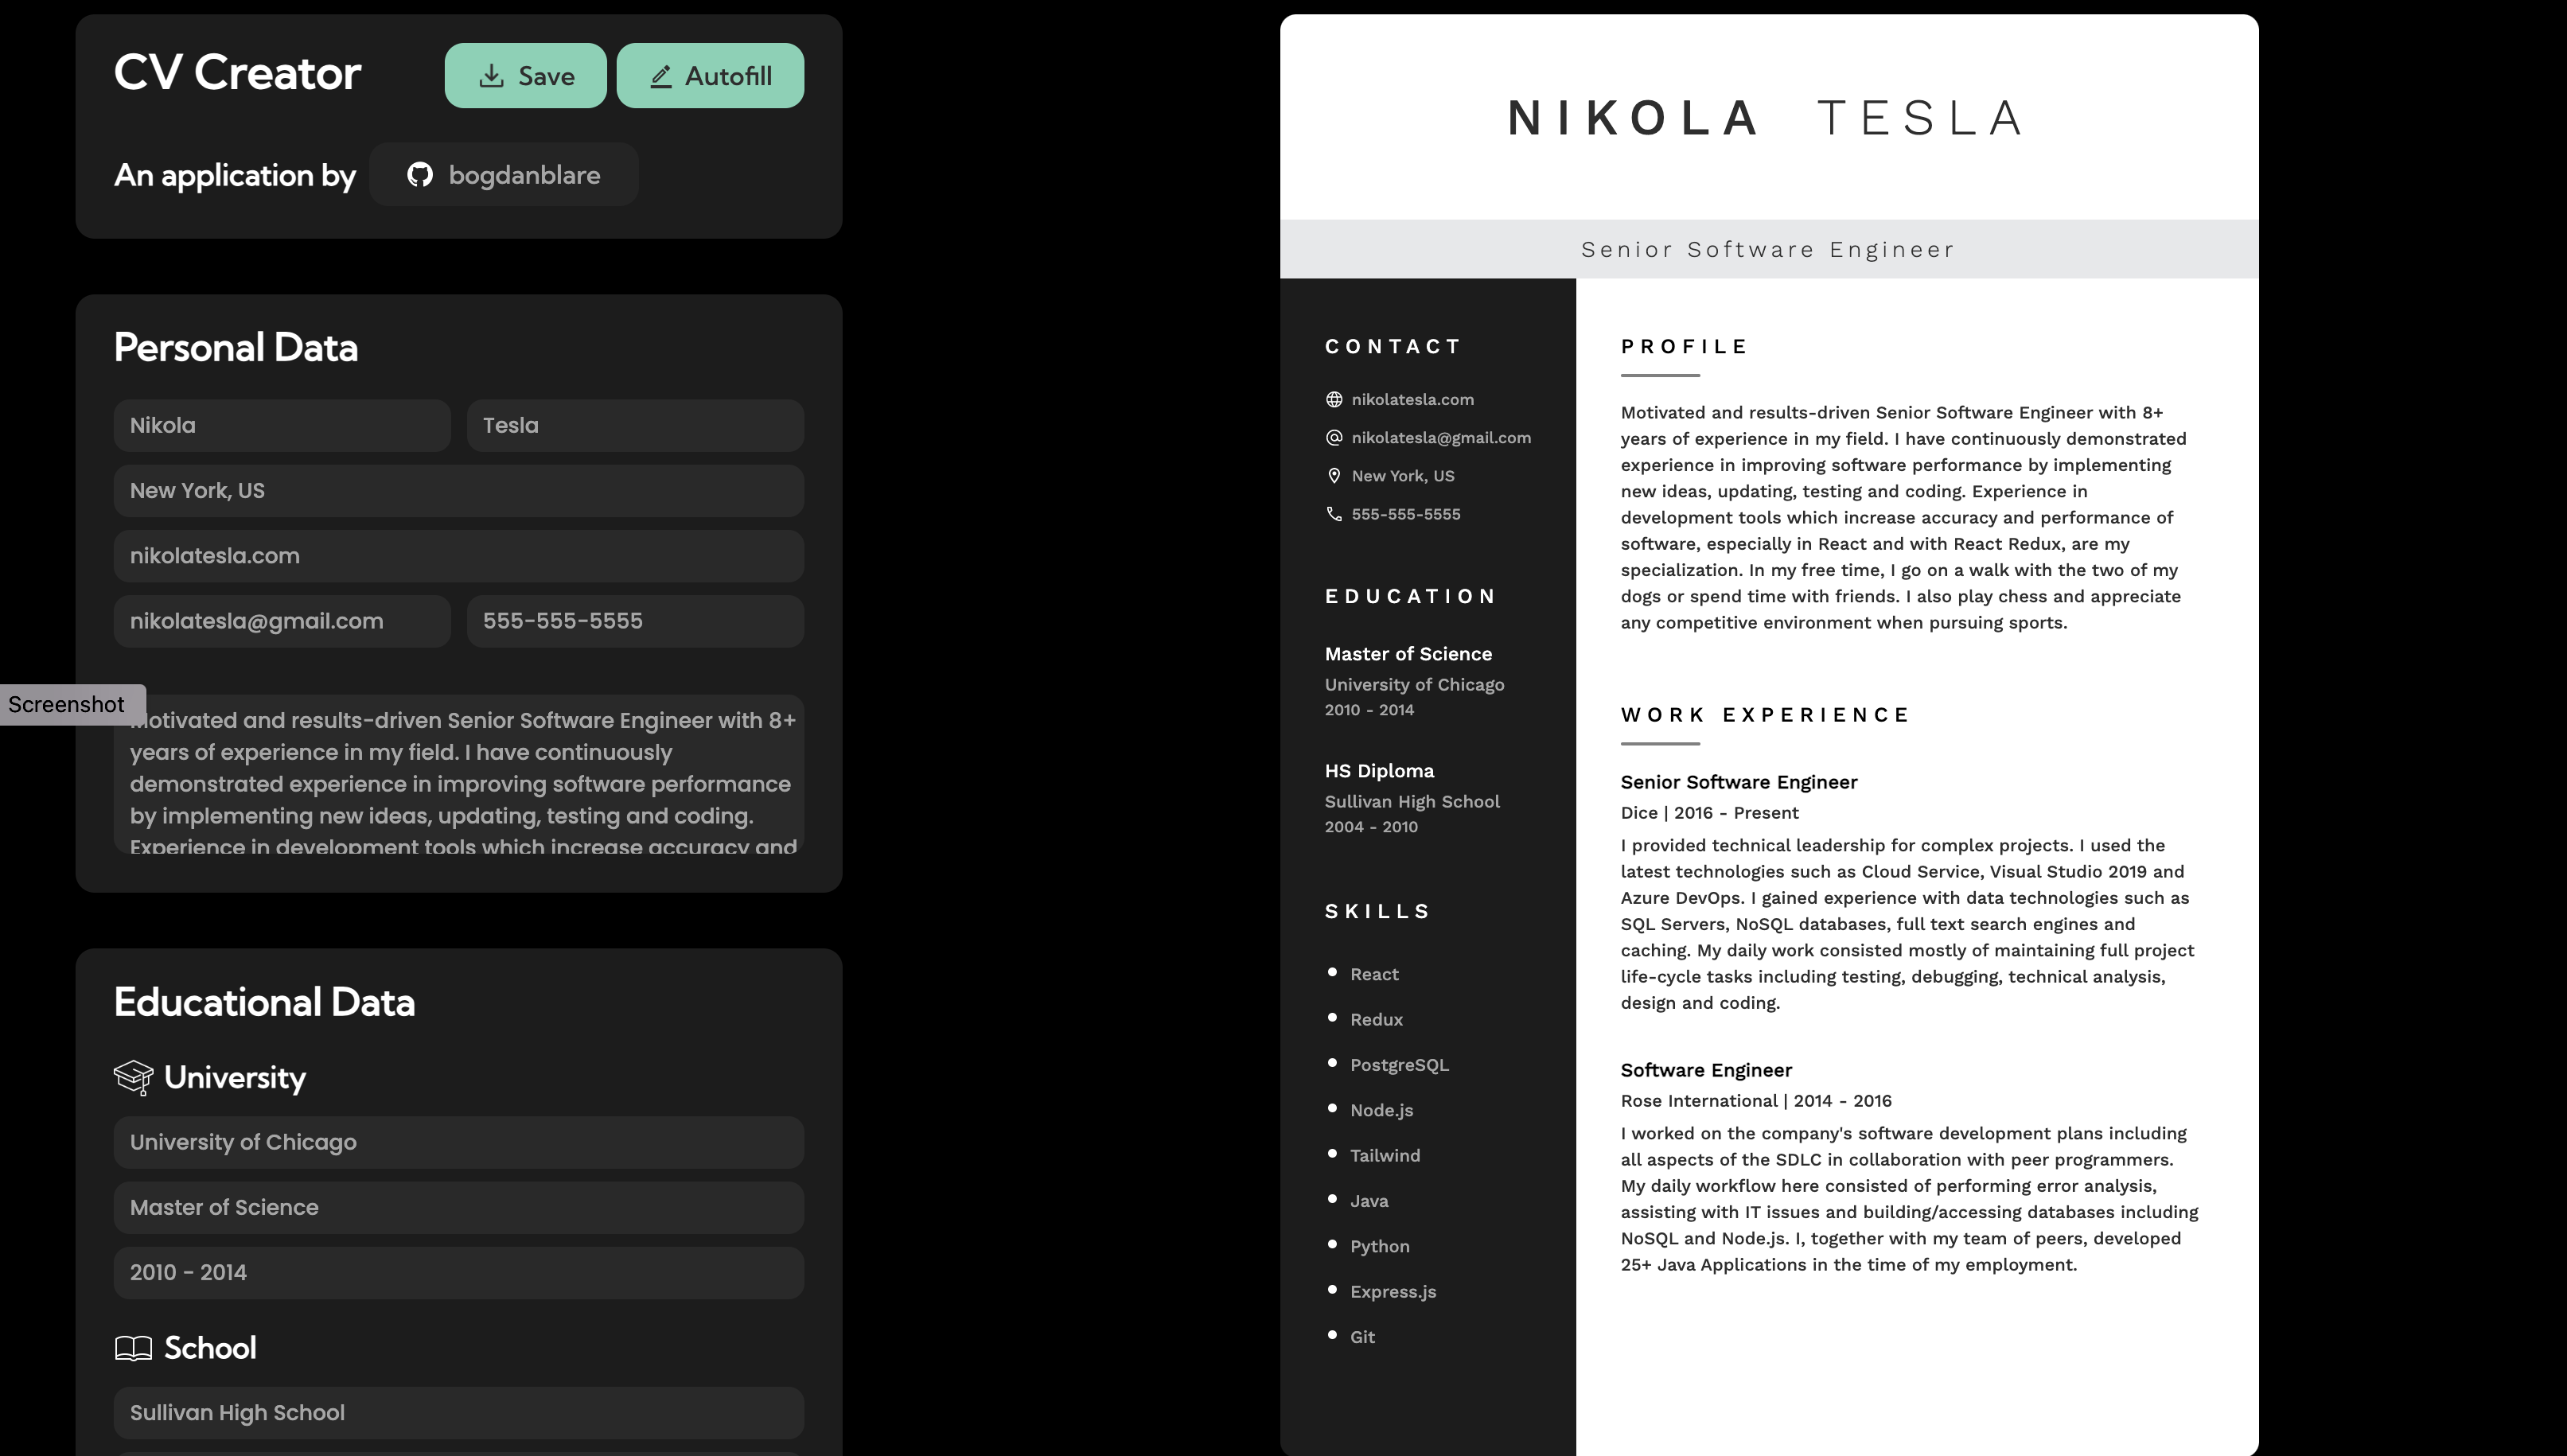 CV Creator
Save
Autofill
An application by
bogdanblare
Personal Data
Nikola
Tesla
New York, US
nikolatesla.com
nikolatesla@gmail.com
555-555-5555
Screenshot
Motivated and results-driven Senior Software Engineer with 8+
years of experience in my field. I have continuously
demonstrated experience in improving software performance
by implementing new ideas, updating, testing and coding.
Experience in development tools which increase accuracy and
Educational Data
University
University of Chicago
Master of Science
2010 - 2014
School
Sullivan High School
NIKOLA TESLA
Senior Software Engineer
CONTACT
nikolatesla.com
nikolatesla@gmail.com
New York, US
555-555-5555
EDUCATION
Master of Science
University of Chicago
2010 - 2014
HS Diploma
Sullivan High School
2004 - 2010
SKILLS
React
Redux
PostgreSQL
Node.js
Tailwind
Java
Python
Express.js
Git
PROFILE
Motivated and results-driven Senior Software Engineer with 8+
years of experience in my field. I have continuously demonstrated
experience in improving software performance by implementing
new ideas, updating, testing and coding. Experience in
development tools which increase accuracy and performance of
software, especially in React and with React Redux, are my
specialization. In my free time, I go on a walk with the two of my
dogs or spend time with friends. I also play chess and appreciate
any competitive environment when pursuing sports.
WORK EXPERIENCE
Senior Software Engineer
Dice | 2016 - Present
I provided technical leadership for complex projects. I used the
latest technologies such as Cloud Service, Visual Studio 2019 and
Azure DevOps. I gained experience with data technologies such as
SQL Servers, NoSQL databases, full text search engines and
caching. My daily work consisted mostly of maintaining full project
life-cycle tasks including testing, debugging, technical analysis,
design and coding.
Software Engineer
Rose International | 2014 - 2016
I worked on the company's software development plans including
all aspects of the SDLC in collaboration with peer programmers.
My daily workflow here consisted of performing error analysis,
assisting with IT issues and building/accessing databases including
NoSQL and Node.js. I, together with my team of peers, developed
25+ Java Applications in the time of my employment.